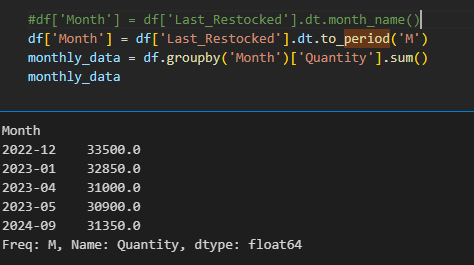 #df['Month'] = df['Last_Restocked'].dt.month_name()
df['Month'] = df['Last_Restocked'].dt.to_period('M')
monthly_data = df.groupby('Month')['Quantity'].sum()
monthly_data
Month
2022-12    33500.0
2023-01    32850.0
2023-04    31000.0
2023-05    30900.0
2024-09    31350.0
Freq: M, Name: Quantity, dtype: float64